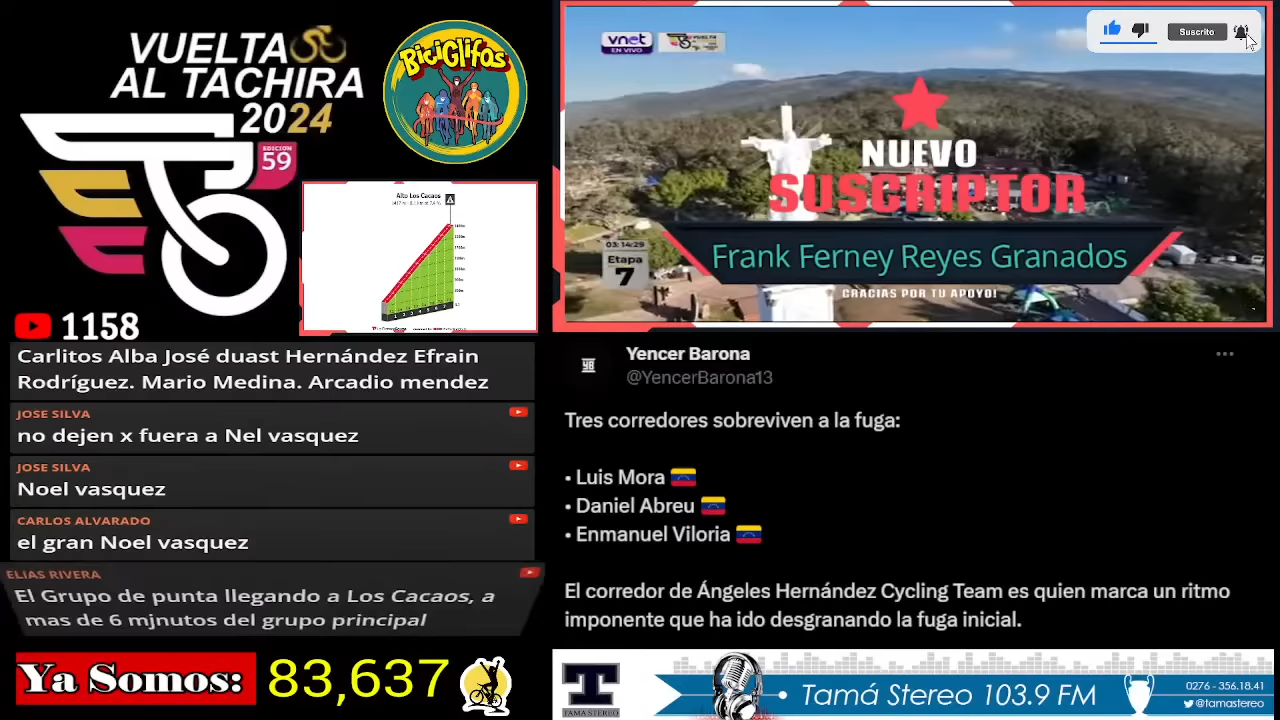 VUELTA
AL TACHIRA
2024
EDICION
59
BiciGlifos
Alto Los Cacaos
1158
Carlitos Alba José duast Hernández Efrain
Rodríguez. Mario Medina. Arcadio mendez
JOSE SILVA
no dejen x fuera a Nel vasquez
JOSE SILVA
Noel vasquez
CARLOS ALVARADO
el gran Noel vasquez
ELIAS RIVERA
El Grupo de punta llegando a Los Cacaos, a
mas de 6 mjnutos del grupo principal
Ya Somos: 83,637
vnet
EN VIVO
Suscrito
NUEVO
SUSCRIPTOR
Frank Ferney Reyes Granados
GRACIAS POR TU APOYO!
03:14:29
Etapa
7
YB
Yencer Barona
@YencerBarona13
Tres corredores sobreviven a la fuga:
• Luis Mora
• Daniel Abreu
• Enmanuel Viloria
El corredor de Ángeles Hernández Cycling Team es quien marca un ritmo
imponente que ha ido desgranando la fuga inicial.
TAMA STEREO
• Tamá Stereo 103.9 FM
0276 - 356.18.41
@tamastereo